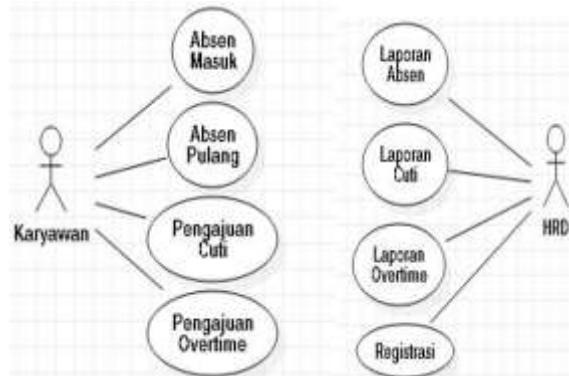 Absen
Masuk
Absen
Pulang
Karyawan
Pengajuan
Cuti
Pengajuan
Overtime
Laporan
Absen
Laporan
Cuti
HRD
Laporan
Overtime
Registrasi